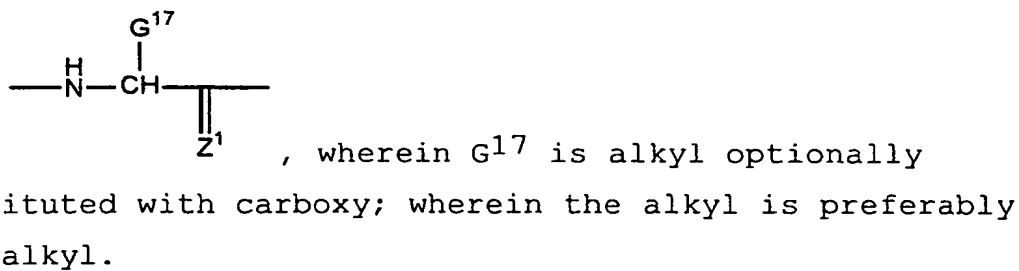 G17
H
N—CH
Z1 , wherein G17 is alkyl optionally
ituted with carboxy; wherein the alkyl is preferably
alkyl.